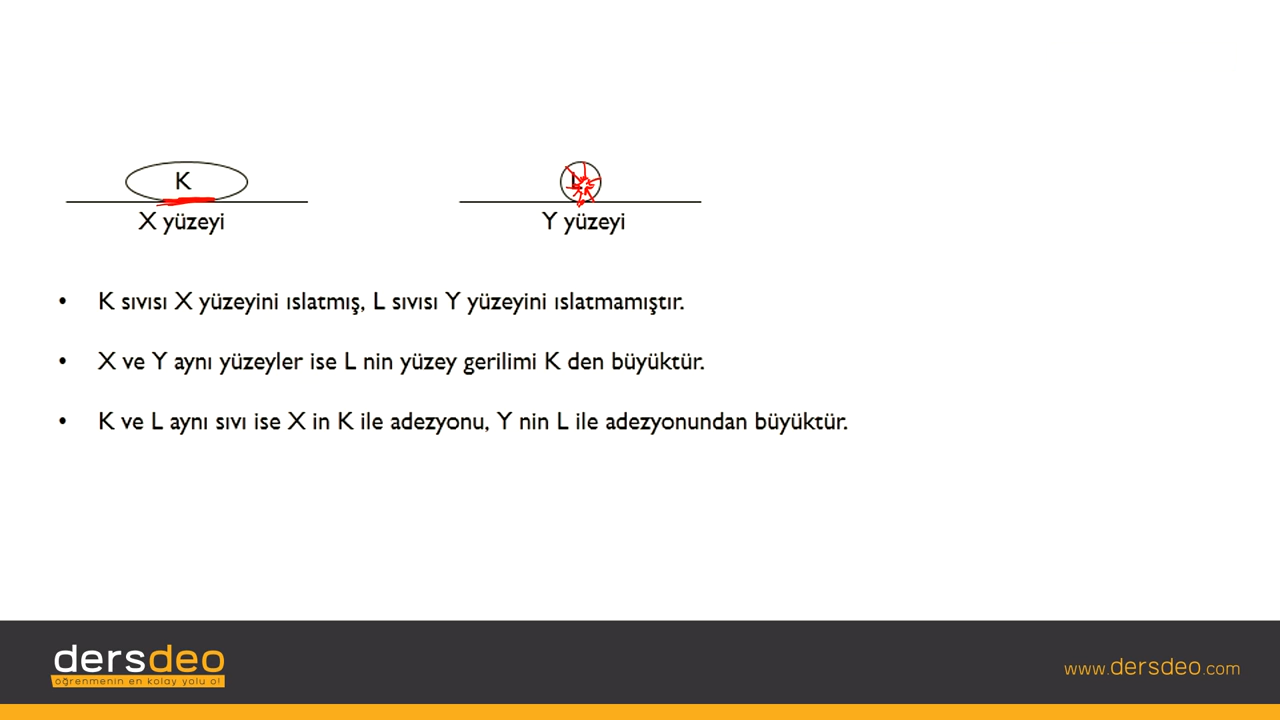 K
L
X yüzeyi
Y yüzeyi
• K sıvısı X yüzeyini ıslatmış, L sıvısı Y yüzeyini ıslatmamıştır.
• X ve Y aynı yüzeyler ise L nin yüzey gerilimi K den büyüktür.
• K ve L aynı sıvı ise X in K ile adezyonu, Y nin L ile adezyonundan büyüktür.
dersdeo
öğrenmenin en kolay yolu o!
www.dersdeo.com